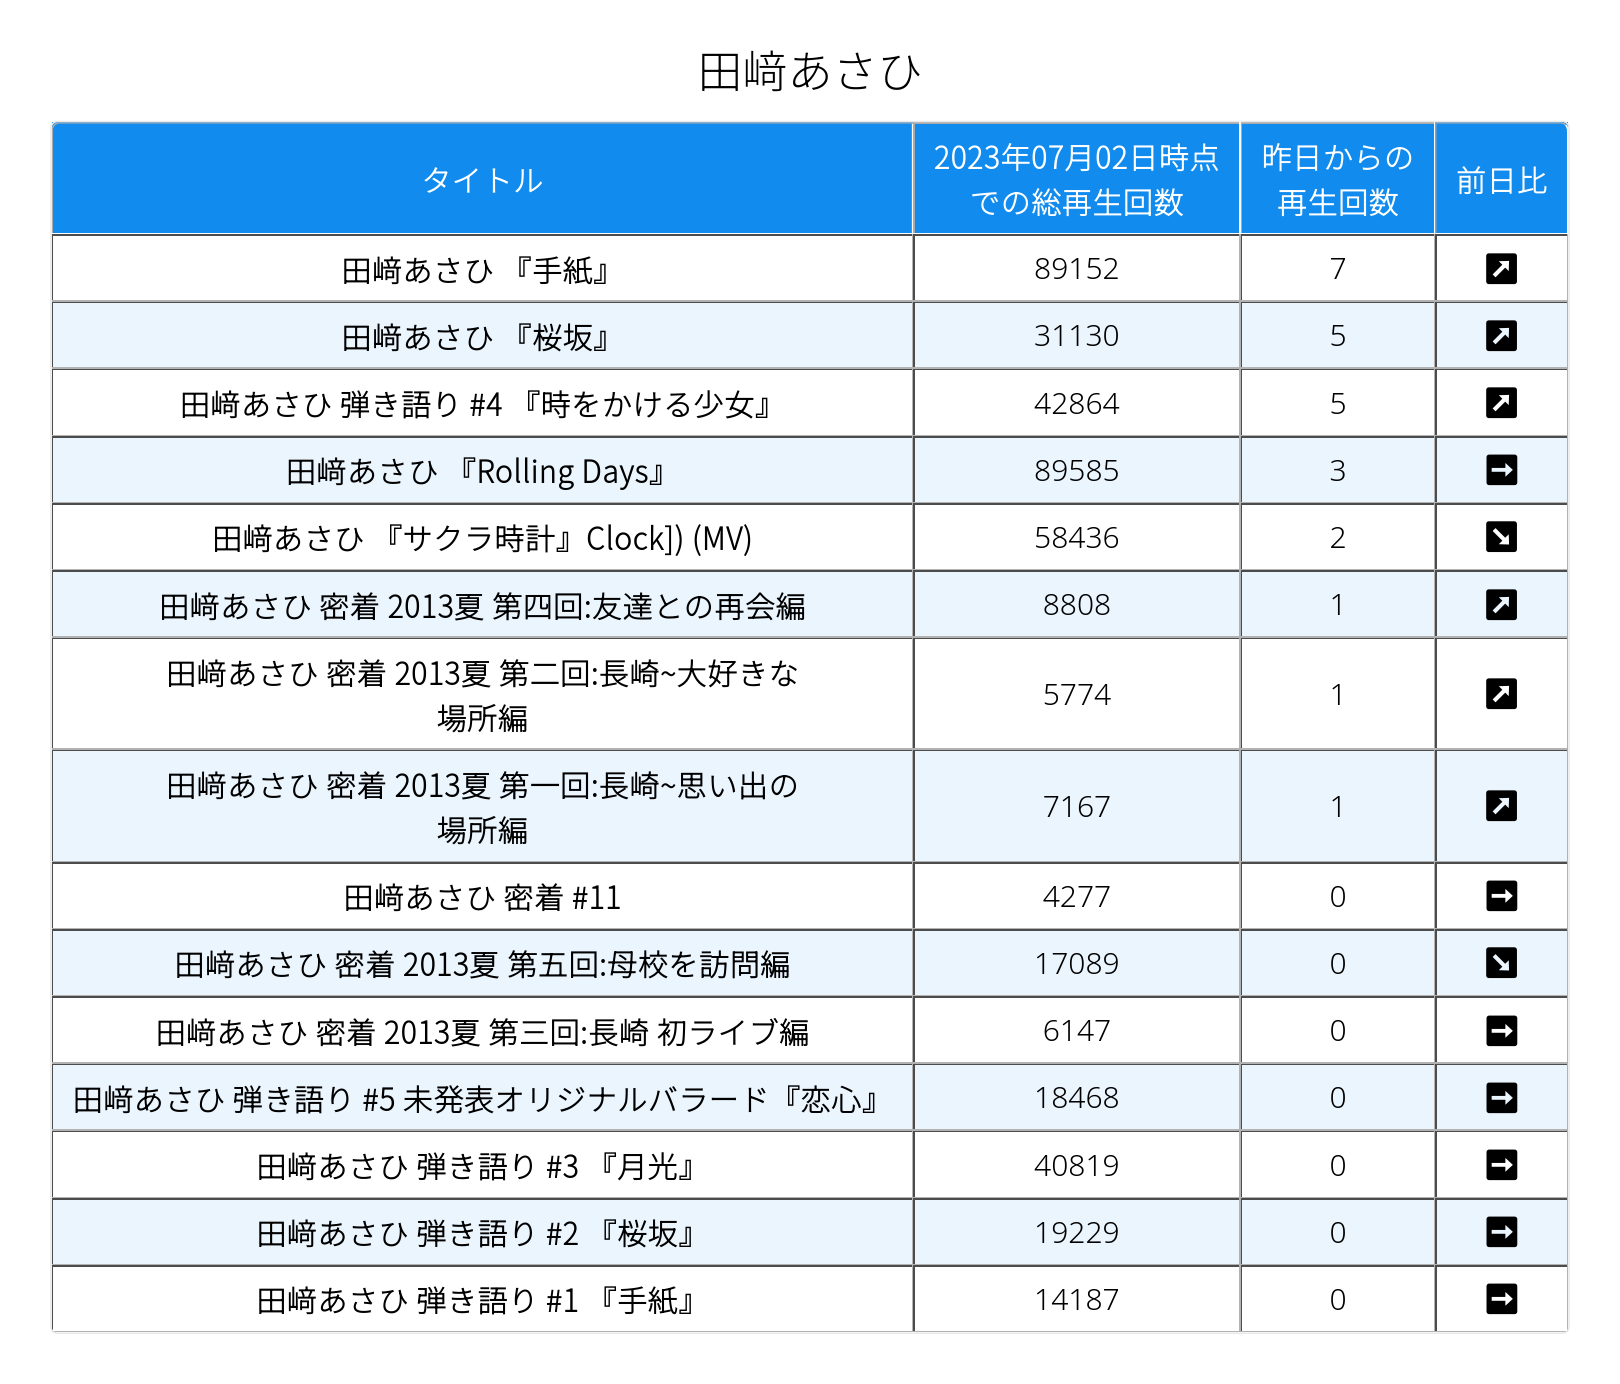 田﨑あさひ
タイトル
2023年07月02日時点
での総再生回数
昨日からの
再生回数
前日比
田﨑あさひ 『手紙』 89152 7 ↗
田﨑あさひ 『桜坂』 31130 5 ↗
田﨑あさひ 弾き語り #4 『時をかける少女』 42864 5 ↗
田﨑あさひ 『Rolling Days』 89585 3 →
田﨑あさひ 『サクラ時計』Clock]) (MV) 58436 2 ↘
田﨑あさひ 密着 2013夏 第四回:友達との再会編 8808 1 ↗
田﨑あさひ 密着 2013夏 第二回:長崎~大好きな
場所編 5774 1 ↗
田﨑あさひ 密着 2013夏 第一回:長崎~思い出の
場所編 7167 1 ↗
田﨑あさひ 密着 #11 4277 0 →
田﨑あさひ 密着 2013夏 第五回:母校を訪問編 17089 0 ↘
田﨑あさひ 密着 2013夏 第三回:長崎 初ライブ編 6147 0 →
田﨑あさひ 弾き語り #5 未発表オリジナルバラード『恋心』 18468 0 →
田﨑あさひ 弾き語り #3 『月光』 40819 0 →
田﨑あさひ 弾き語り #2 『桜坂』 19229 0 →
田﨑あさひ 弾き語り #1 『手紙』 14187 0 →